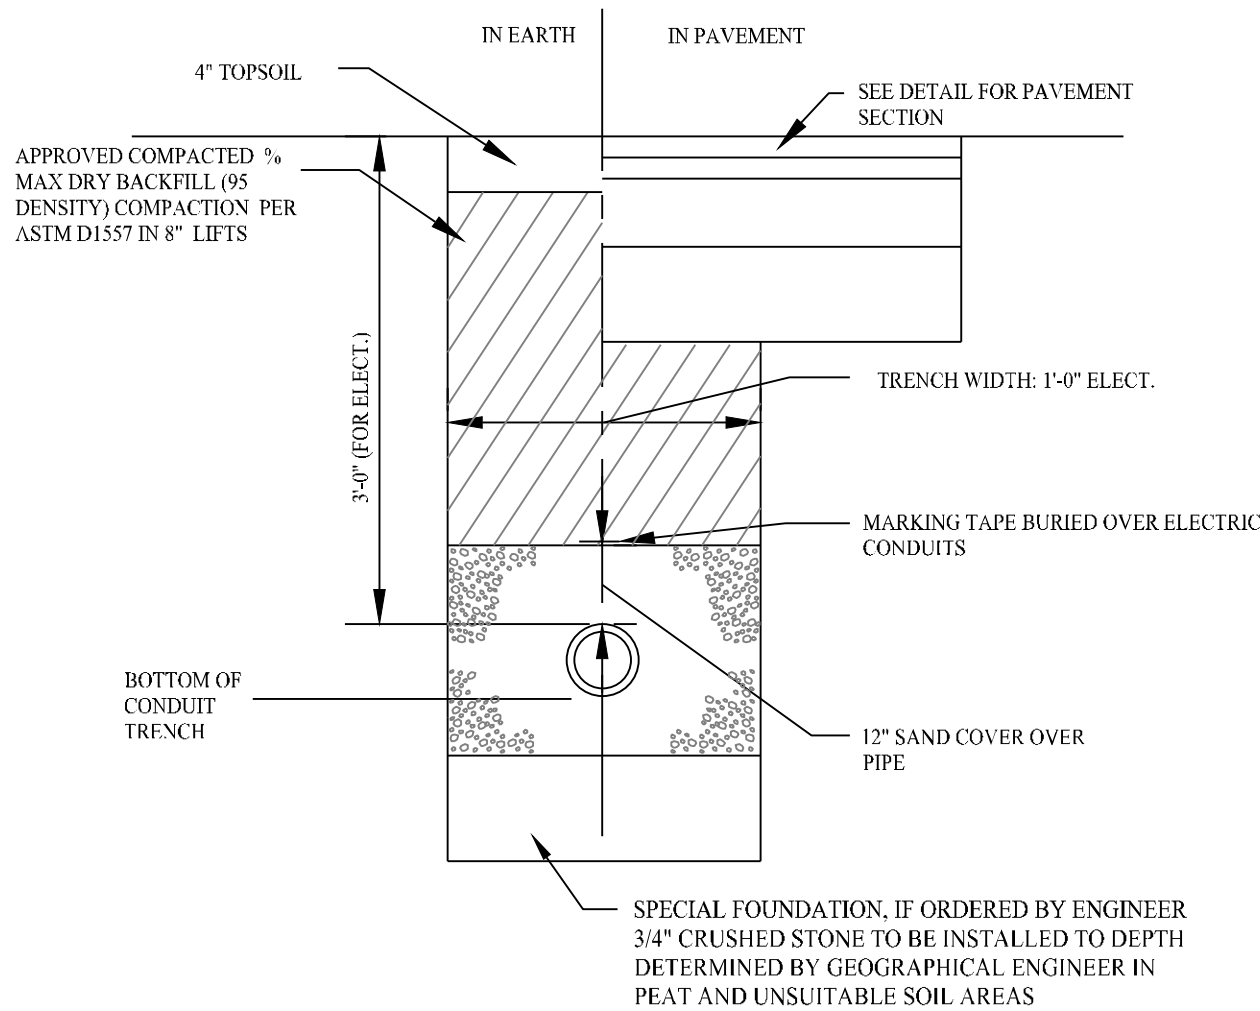 IN EARTH
IN PAVEMENT
4" TOPSOIL
SEE DETAIL FOR PAVEMENT
SECTION
APPROVED COMPACTED %
MAX DRY BACKFILL (95
DENSITY) COMPACTION PER
ASTM D1557 IN 8" LIFTS
3'-0" (FOR ELECT.)
TRENCH WIDTH: 1'-0" ELECT.
MARKING TAPE BURIED OVER ELECTRIC
CONDUITS
BOTTOM OF
CONDUIT
TRENCH
12" SAND COVER OVER
PIPE
SPECIAL FOUNDATION, IF ORDERED BY ENGINEER
3/4" CRUSHED STONE TO BE INSTALLED TO DEPTH
DETERMINED BY GEOGRAPHICAL ENGINEER IN
PEAT AND UNSUITABLE SOIL AREAS